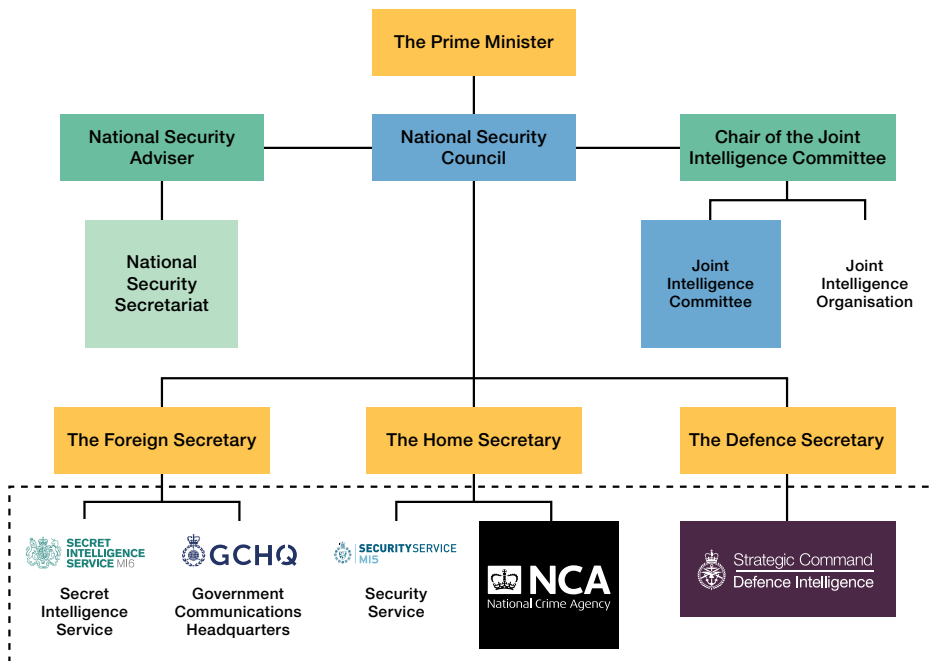 The Prime Minister
National Security
Adviser
National Security
Council
Chair of the Joint
Intelligence Committee
National
Security
Secretariat
Joint
Intelligence
Committee
Joint
Intelligence
Organisation
The Foreign Secretary
The Home Secretary
The Defence Secretary
SECRET
INTELLIGENCE
SERVICE MI6
GCHQ
SECURITY SERVICE
MI5
NCA
National Crime Agency
Strategic Command
Defence Intelligence
Secret
Intelligence
Service
Government
Communications
Headquarters
Security
Service